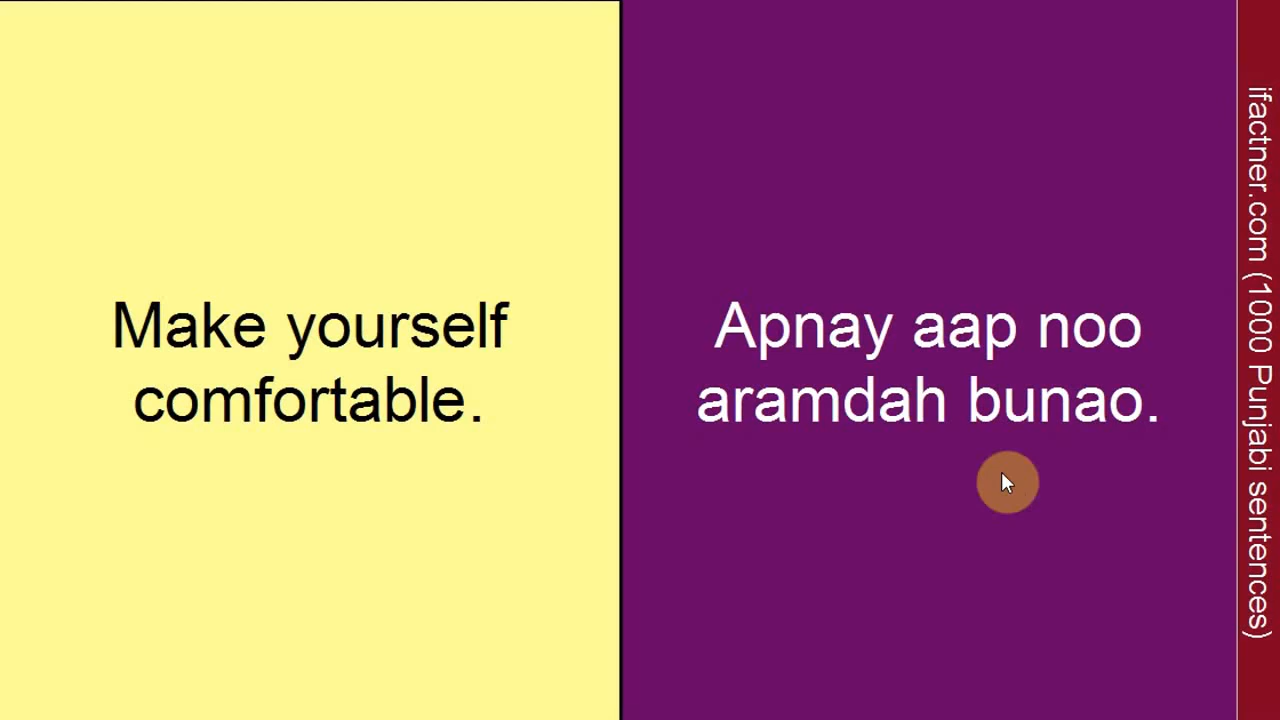 Make yourself
comfortable.
Apnay aap noo
aramdah bunao.
ifactner.com (1000 Punjabi sentences)